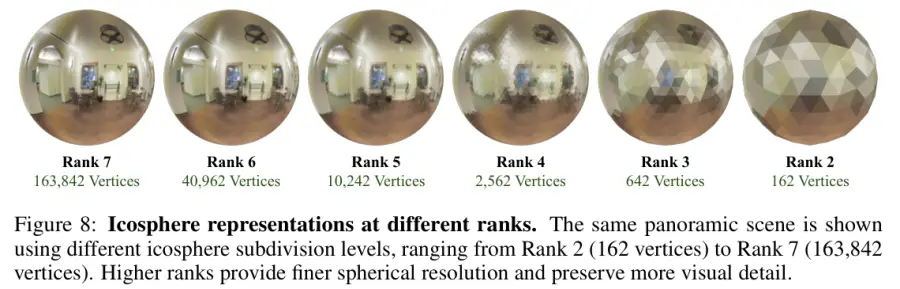 Rank 7 Rank 6 Rank 5 Rank 4 Rank 3 Rank 2
163,842 Vertices 40,962 Vertices 10,242 Vertices 2,562 Vertices 642 Vertices 162 Vertices
Figure 8: Icosphere representations at different ranks. The same panoramic scene is shown
using different icosphere subdivision levels, ranging from Rank 2 (162 vertices) to Rank 7 (163,842
vertices). Higher ranks provide finer spherical resolution and preserve more visual detail.